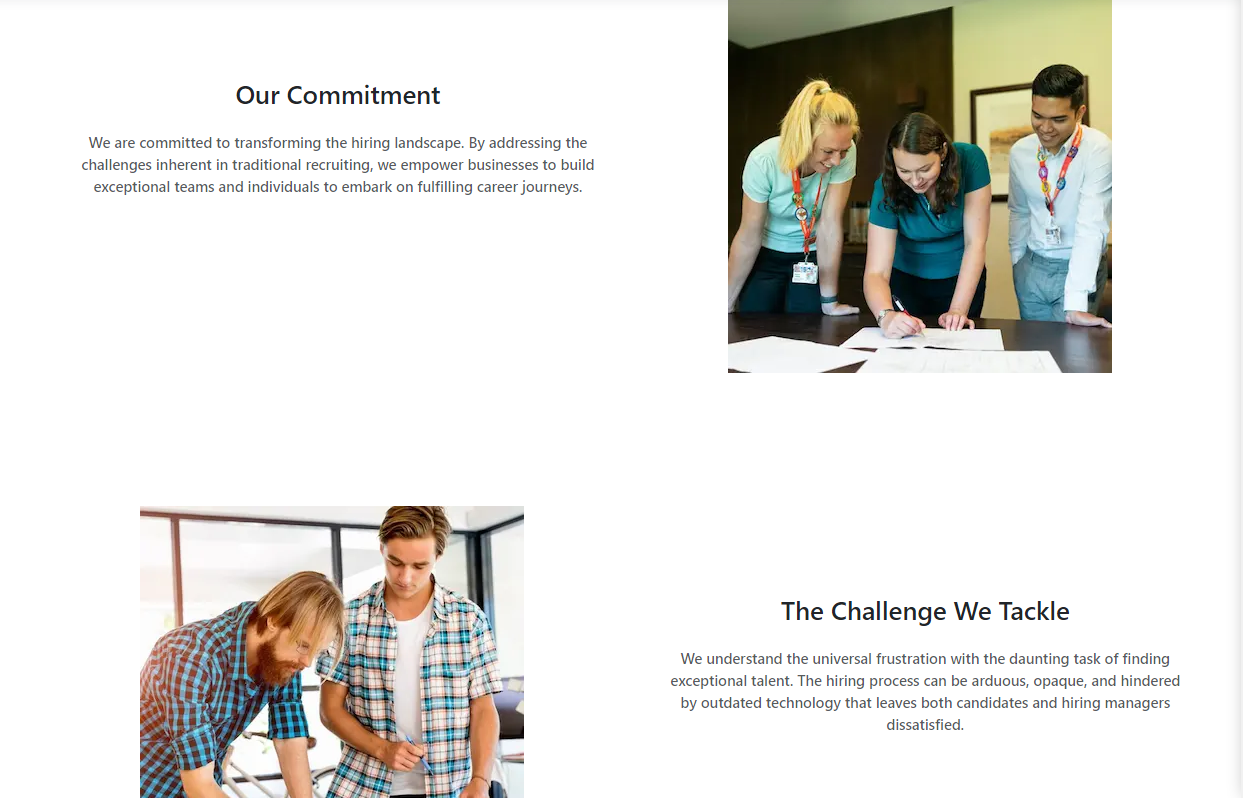 Our Commitment
We are committed to transforming the hiring landscape. By addressing the
challenges inherent in traditional recruiting, we empower businesses to build
exceptional teams and individuals to embark on fulfilling career journeys.
The Challenge We Tackle
We understand the universal frustration with the daunting task of finding
exceptional talent. The hiring process can be arduous, opaque, and hindered
by outdated technology that leaves both candidates and hiring managers
dissatisfied.